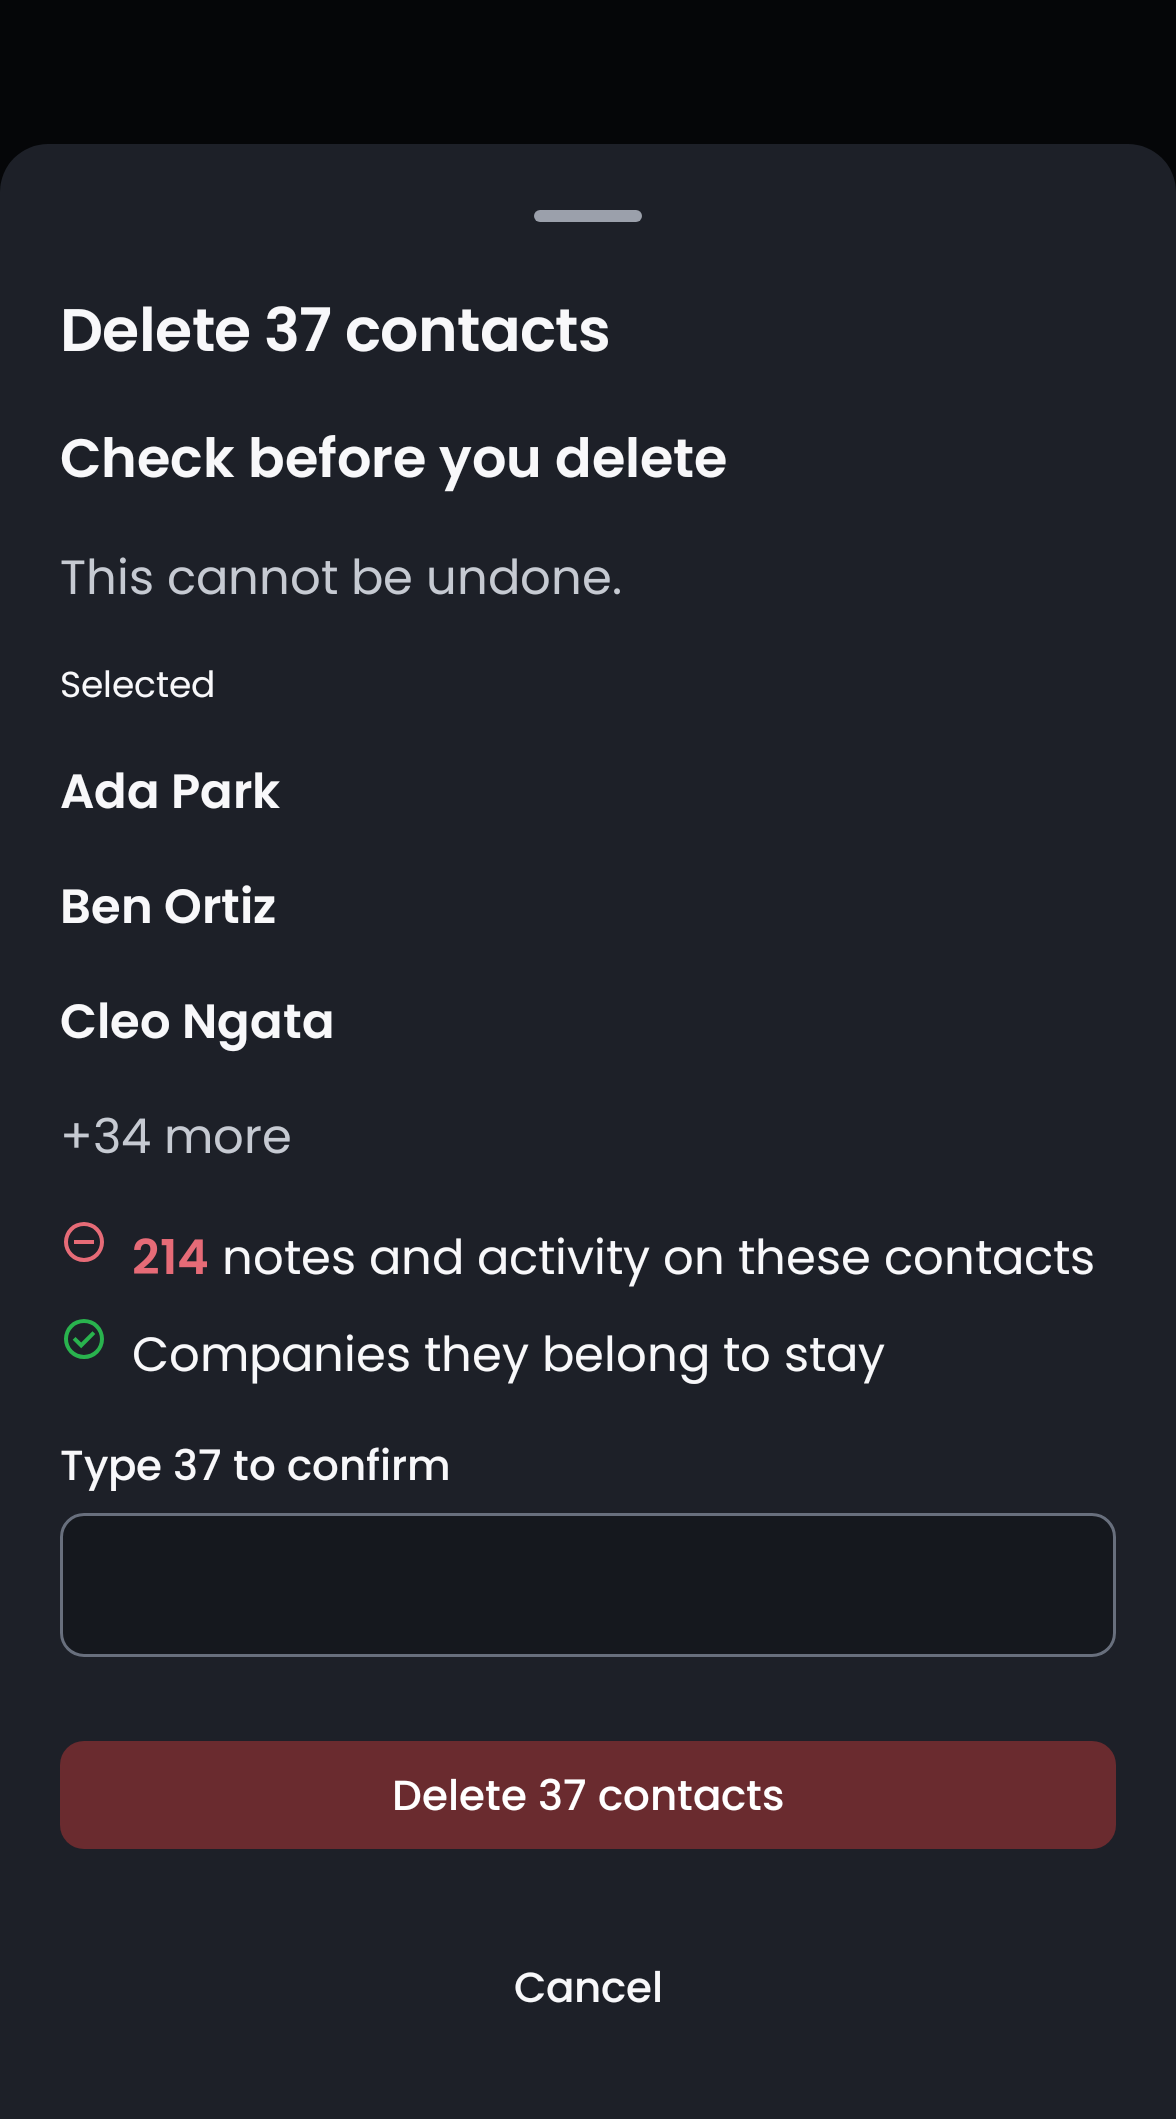 Delete 37 contacts
Check before you delete
This cannot be undone.
Selected
Ada Park
Ben Ortiz
Cleo Ngata
+34 more
214 notes and activity on these contacts
Companies they belong to stay
Type 37 to confirm
Delete 37 contacts
Cancel